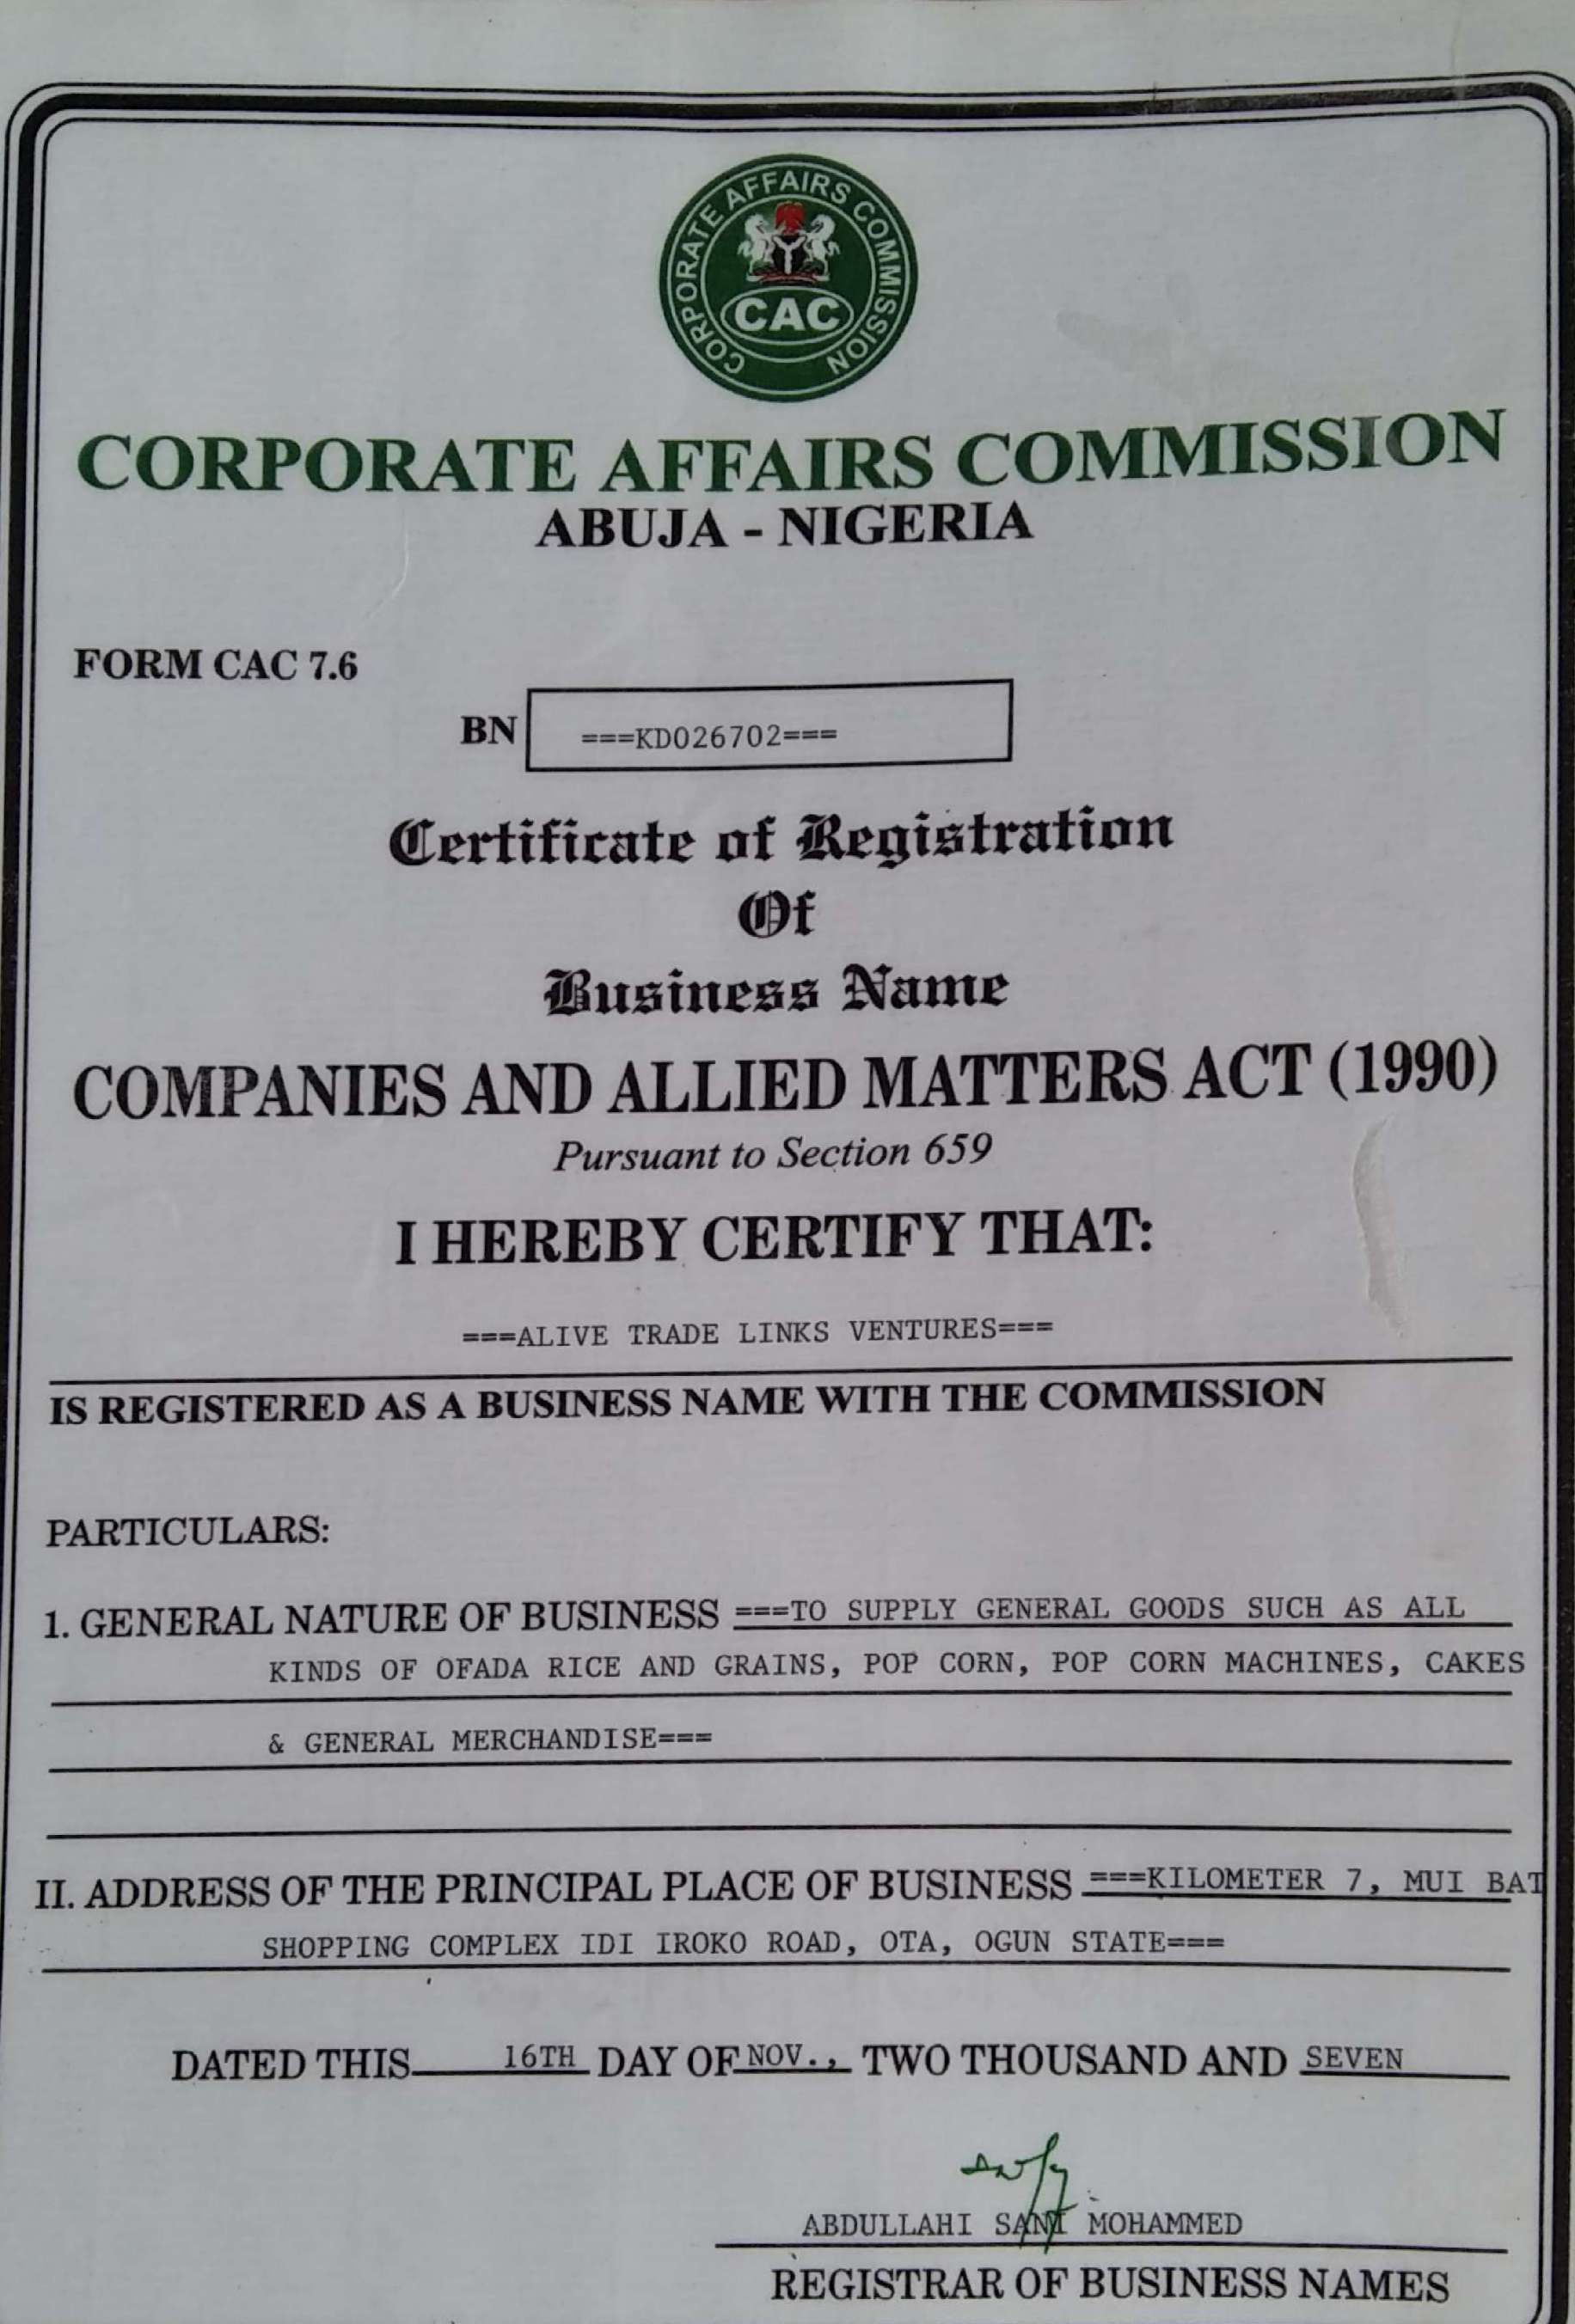 CORPORATE AFFAIRS COMMISSION
CAC
CORPORATE AFFAIRS COMMISSION
ABUJA - NIGERIA
FORM CAC 7.6
BN ===KD026702===
Certificate of Registration
Of
Business Name
COMPANIES AND ALLIED MATTERS ACT (1990)
Pursuant to Section 659
I HEREBY CERTIFY THAT:
===ALIVE TRADE LINKS VENTURES===
IS REGISTERED AS A BUSINESS NAME WITH THE COMMISSION
PARTICULARS:
1. GENERAL NATURE OF BUSINESS ===TO SUPPLY GENERAL GOODS SUCH AS ALL
KINDS OF OFADA RICE AND GRAINS, POP CORN, POP CORN MACHINES, CAKES
& GENERAL MERCHANDISE===
II. ADDRESS OF THE PRINCIPAL PLACE OF BUSINESS ===KILOMETER 7, MUI BAT
SHOPPING COMPLEX IDI IROKO ROAD, OTA, OGUN STATE===
DATED THIS 16TH DAY OF NOV., TWO THOUSAND AND SEVEN
ABDULLAHI SANI MOHAMMED
REGISTRAR OF BUSINESS NAMES